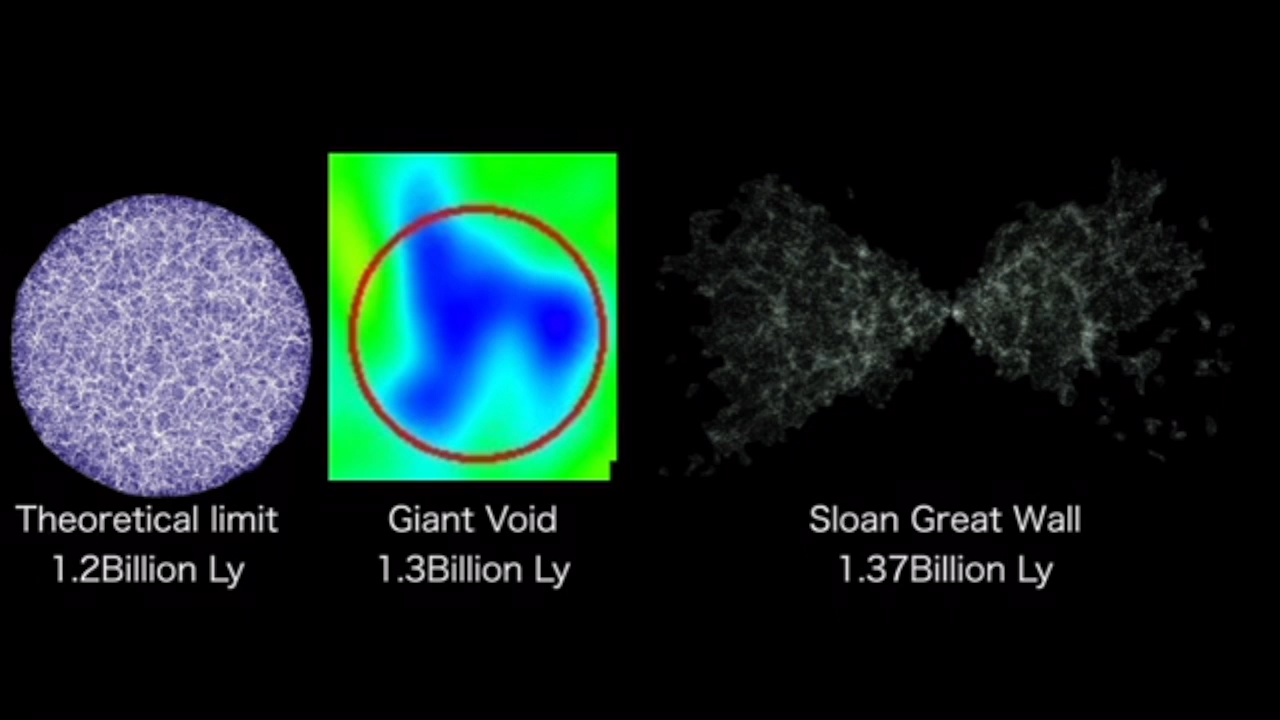 Theoretical limit
1.2Billion Ly
Giant Void
1.3Billion Ly
Sloan Great Wall
1.37Billion Ly